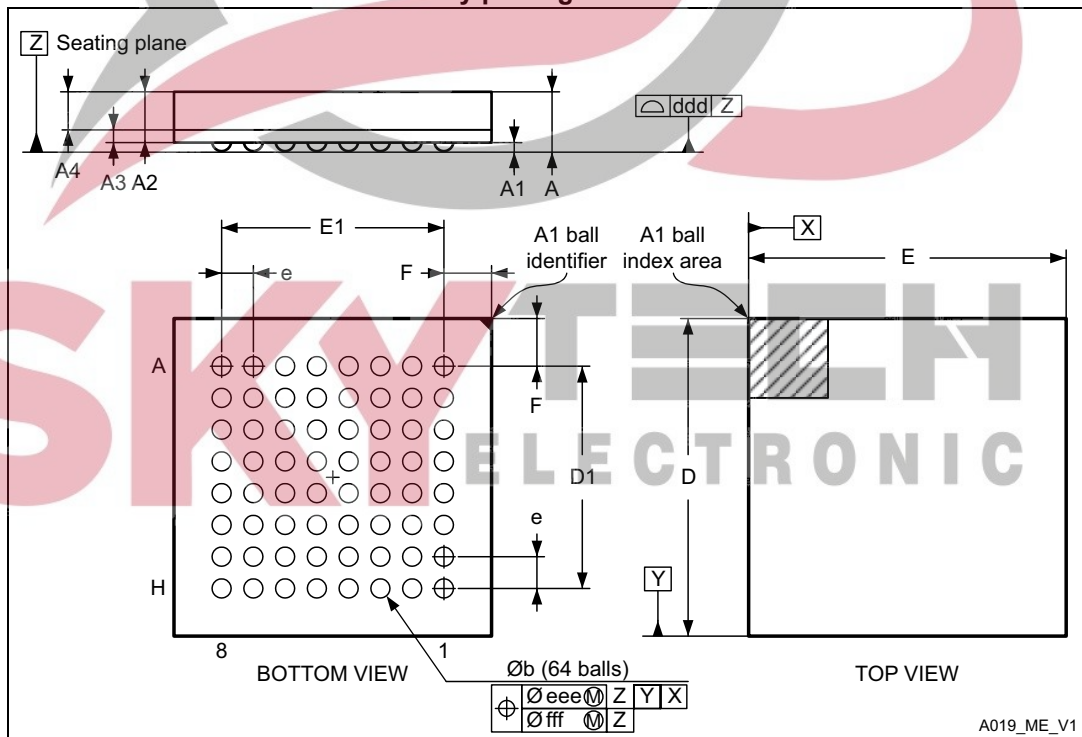 Z Seating plane
ddd Z
A4
A3 A2
A1
A
E1
e
F
A1 ball
identifier
A1 ball
index area
X
E
A
F
D1
D
e
H
Y
8
1
BOTTOM VIEW
TOP VIEW
Øb (64 balls)
Ø eee M Z Y X
Ø fff M Z
A019_ME_V1
SKYTECH
ELECTRONIC